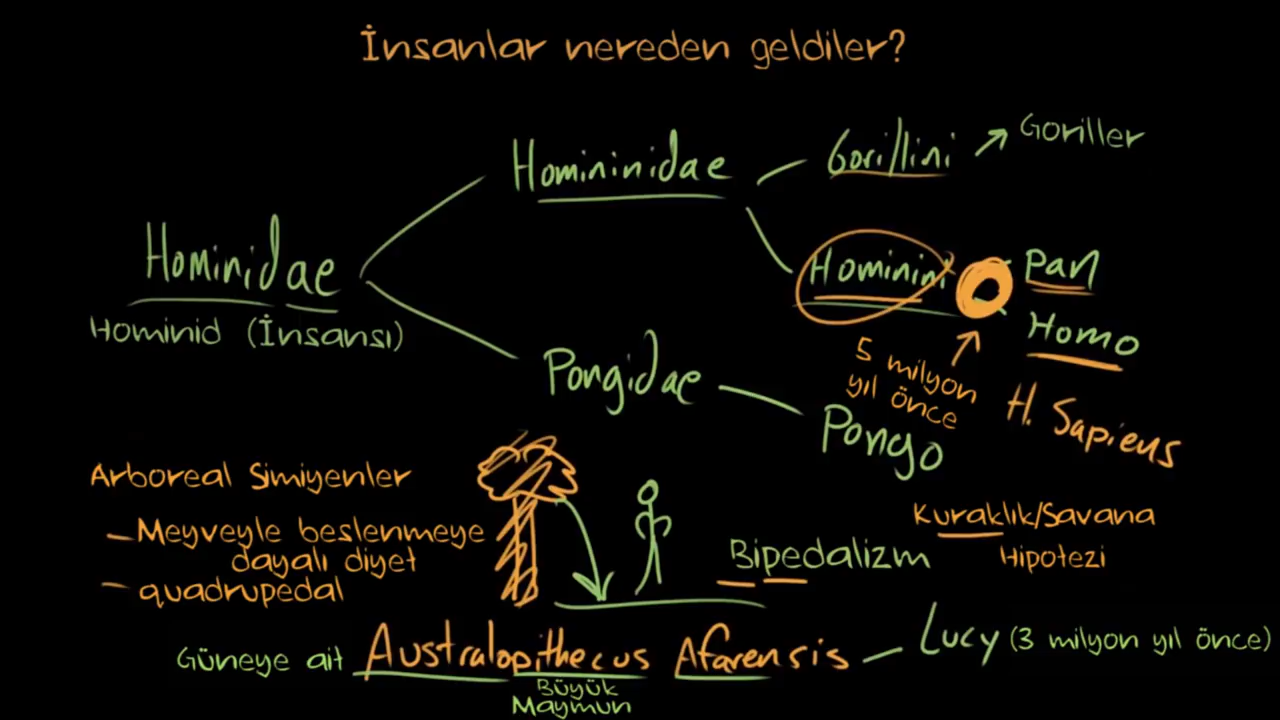 İnsanlar nereden geldiler?
Homininidae
Gorillini
Goriller
Hominidae
Hominid (İnsansı)
Hominini
Pan
Homo
5 milyon
yıl önce
H. Sapiens
Pongidae
Pongo
Arboreal Simiyenler
- Meyveyle beslenmeye
dayalı diyet
- quadrupedal
Bipedalizm
Kuraklık/Savana
Hipotezi
Güneye ait Australopithecus Afarensis - Lucy (3 milyon yıl önce)
Büyük
Maymun